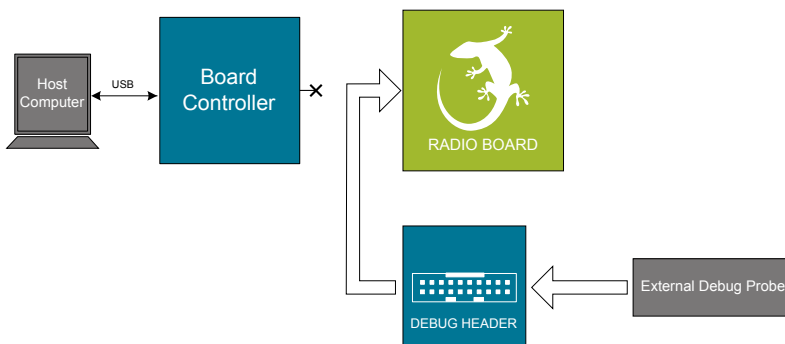 Host
Computer
USB
Board
Controller
RADIO BOARD
DEBUG HEADER
External Debug Probe